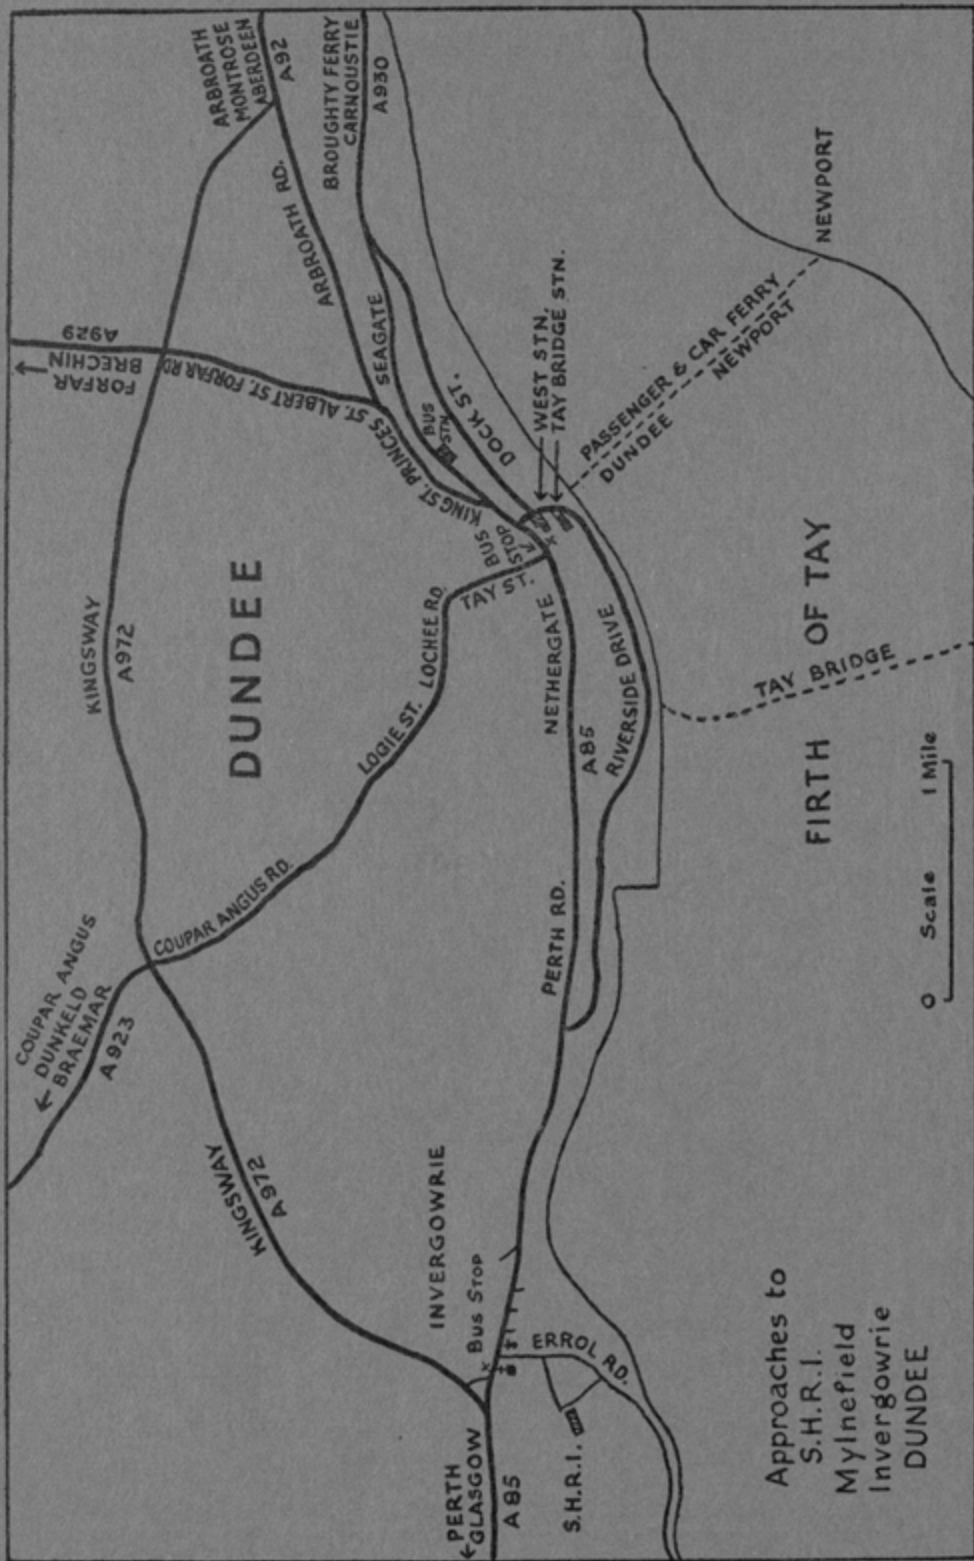 ARBROATH
MONTROSE
ABERDEEN
A92
BROUGHTY FERRY
CARNOUSTIE
A930
ARBROATH RD.
A929
FORFAR
BRECHIN
FORFAR RD
ALBERT ST.
PRINCES ST.
KING ST.
SEAGATE
BUS
STN.
DOCK ST.
WEST STN.
TAY BRIDGE STN.
PASSENGER & CAR FERRY
DUNDEE
NEWPORT
NEWPORT
KINGSWAY
A972
DUNDEE
BUS
STOP
TAY ST.
LOCHEE RD.
LOGIE ST.
COUPAR ANGUS RD.
COUPAR ANGUS
DUNKELD
BRAEMAR
A923
NETHERGATE
A85
RIVERSIDE DRIVE
PERTH RD.
FIRTH OF TAY
TAY BRIDGE
KINGSWAY
A972
INVERGOWRIE
BUS STOP
ERROL RD.
PERTH
GLASGOW
A85
S.H.R.I.
0 Scale 1 Mile
Approaches to
S.H.R.I.
Mylnefield
Invergowrie
DUNDEE